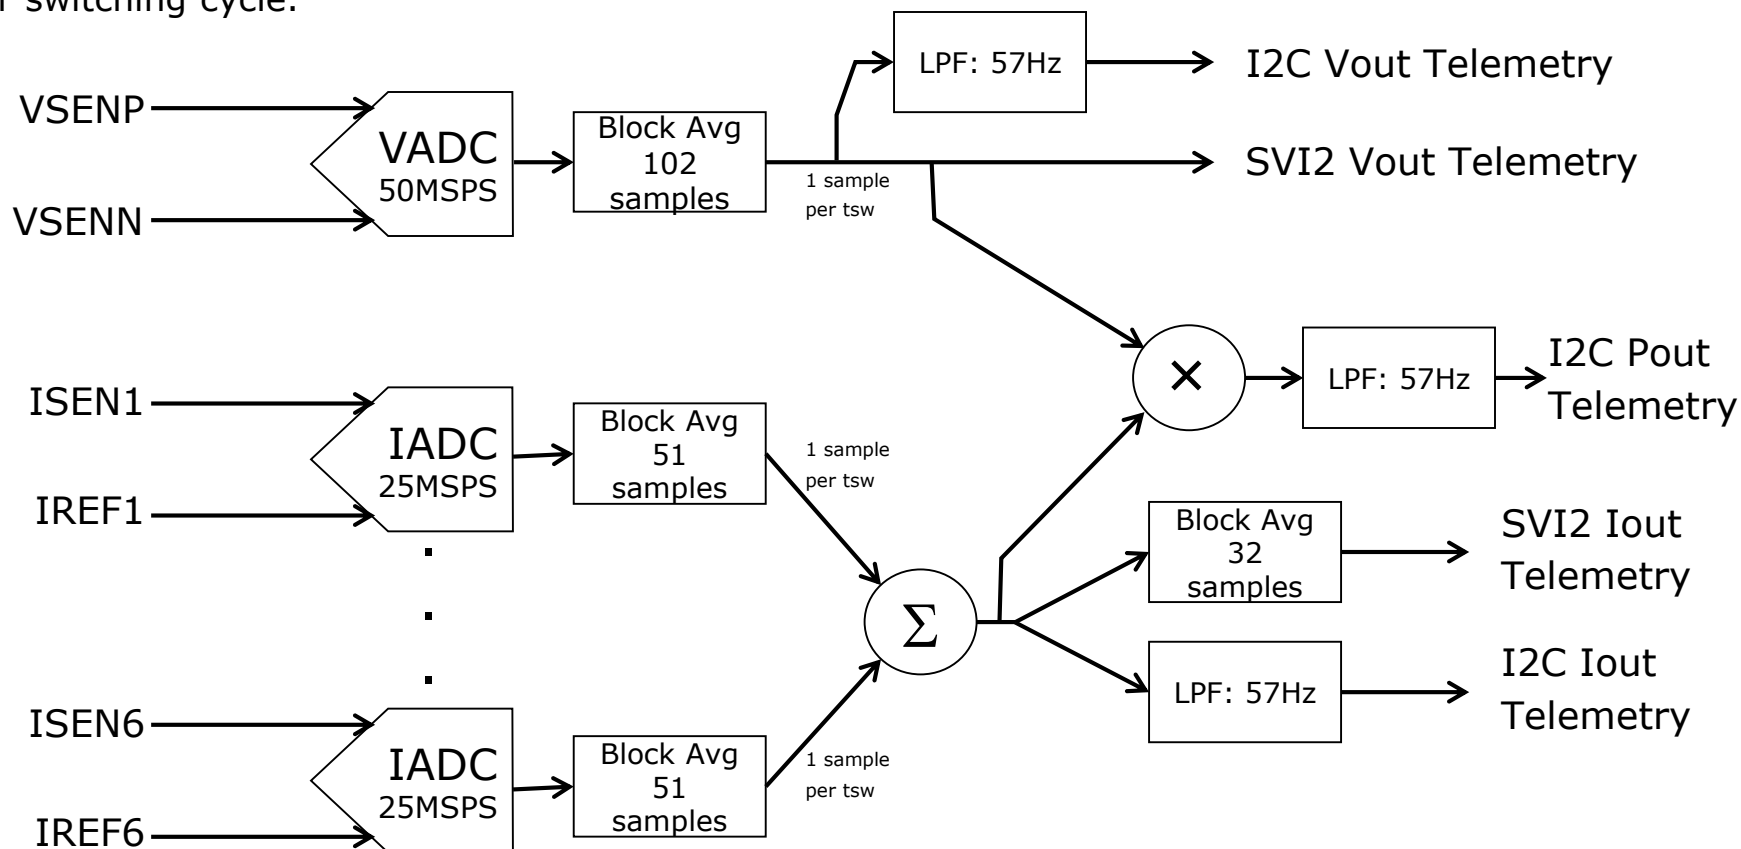 switching cycle.
LPF: 57Hz
I2C Vout Telemetry
VSENP
VADC
50MSPS
Block Avg
102
samples
1 sample
per tsw
SVI2 Vout Telemetry
VSENN
×
LPF: 57Hz
I2C Pout
Telemetry
ISEN1
IADC
25MSPS
Block Avg
51
samples
1 sample
per tsw
IREF1
Σ
Block Avg
32
samples
SVI2 Iout
Telemetry
LPF: 57Hz
I2C Iout
Telemetry
ISEN6
IADC
25MSPS
Block Avg
51
samples
1 sample
per tsw
IREF6